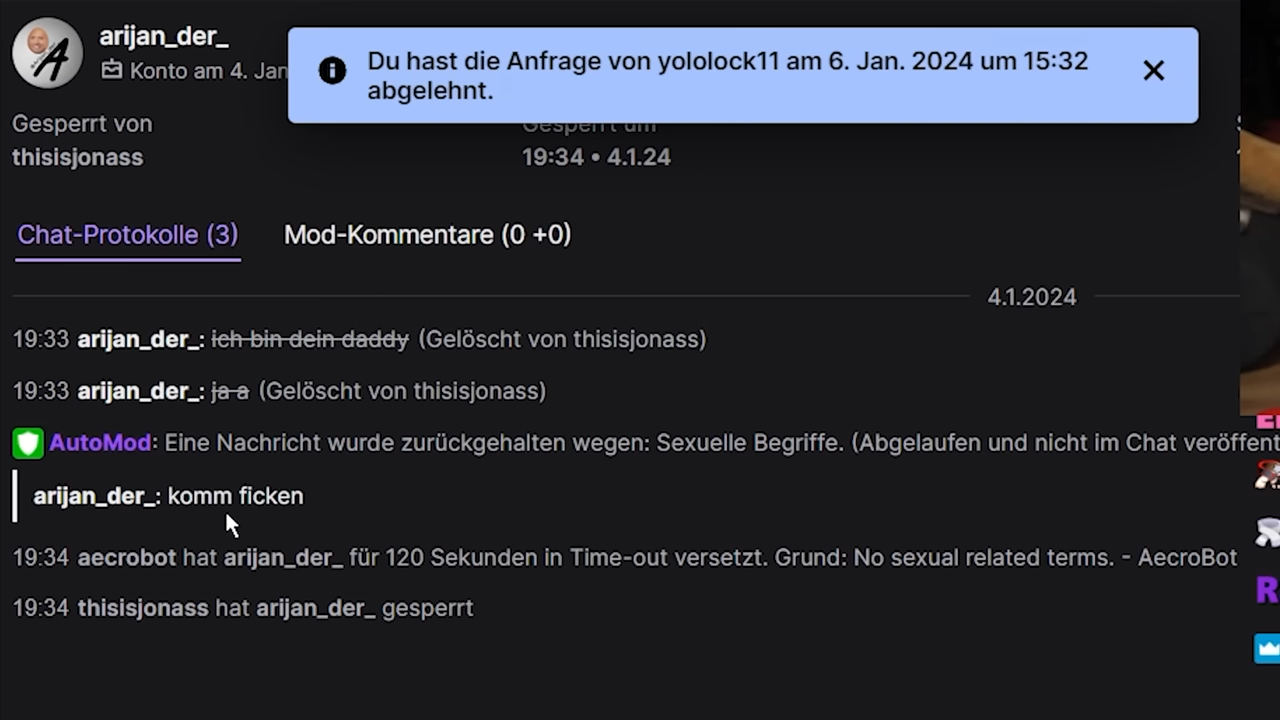 arijan_der_
Konto am 4. Jan
Du hast die Anfrage von yololock11 am 6. Jan. 2024 um 15:32
abgelehnt.
Gesperrt von
Gesperrt um
thisisjonass
19:34 • 4.1.24
Chat-Protokolle (3)
Mod-Kommentare (0 +0)
4.1.2024
19:33 arijan_der_: ich bin dein daddy (Gelöscht von thisisjonass)
19:33 arijan_der_: ja a (Gelöscht von thisisjonass)
AutoMod: Eine Nachricht wurde zurückgehalten wegen: Sexuelle Begriffe. (Abgelaufen und nicht im Chat veröffent
arijan_der_: komm ficken
19:34 aecrobot hat arijan_der_ für 120 Sekunden in Time-out versetzt. Grund: No sexual related terms. - AecroBot
19:34 thisisjonass hat arijan_der_ gesperrt
R